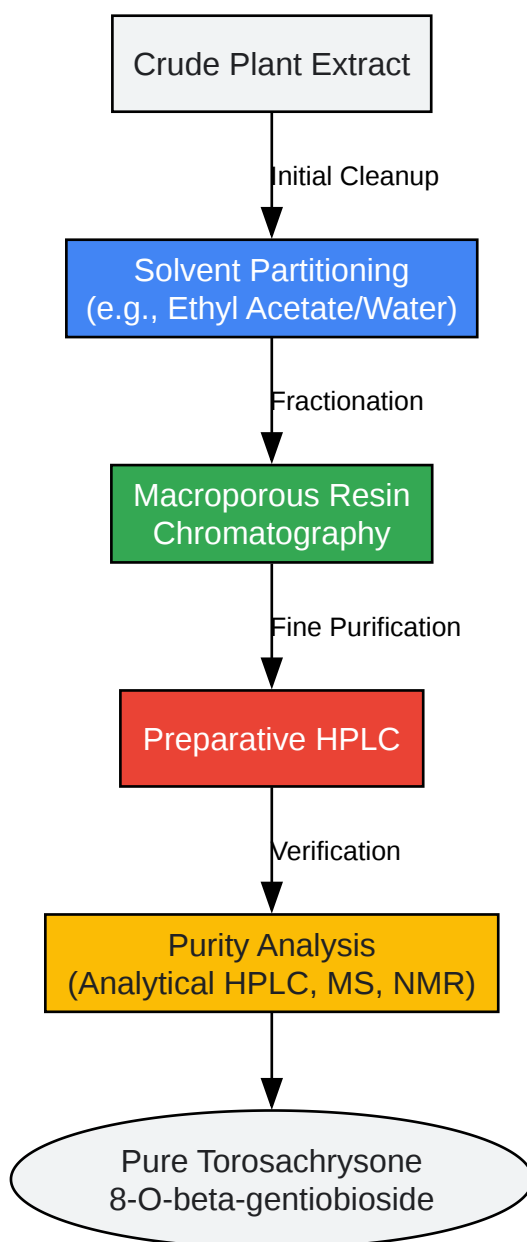 Crude Plant Extract
Initial Cleanup
Solvent Partitioning
(e.g., Ethyl Acetate/Water)
Fractionation
Macroporous Resin
Chromatography
Fine Purification
Preparative HPLC
Verification
Purity Analysis
(Analytical HPLC, MS, NMR)
Pure Torosachrysone
8-O-beta-gentiobioside